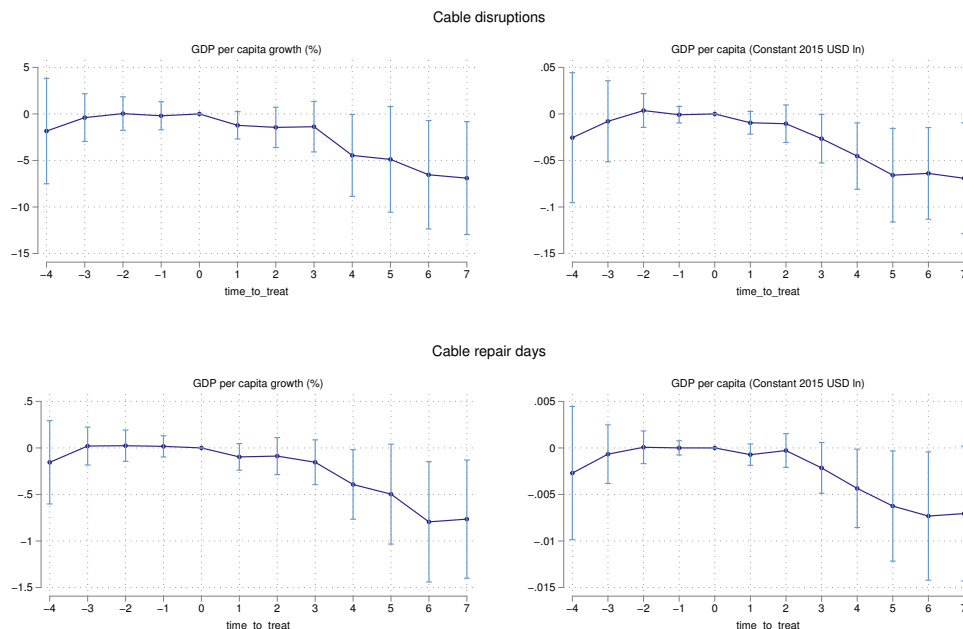 Cable disruptions
GDP per capita growth (%)
5
0
−5
−10
−15
−4 −3 −2 −1 0 1 2 3 4 5 6 7
time_to_treat
GDP per capita (Constant 2015 USD ln)
.05
0
−.05
−.1
−.15
−4 −3 −2 −1 0 1 2 3 4 5 6 7
time_to_treat
Cable repair days
GDP per capita growth (%)
.5
0
−.5
−1
−1.5
−4 −3 −2 −1 0 1 2 3 4 5 6 7
time_to_treat
GDP per capita (Constant 2015 USD ln)
.005
0
−.005
−.01
−.015
−4 −3 −2 −1 0 1 2 3 4 5 6 7
time_to_treat